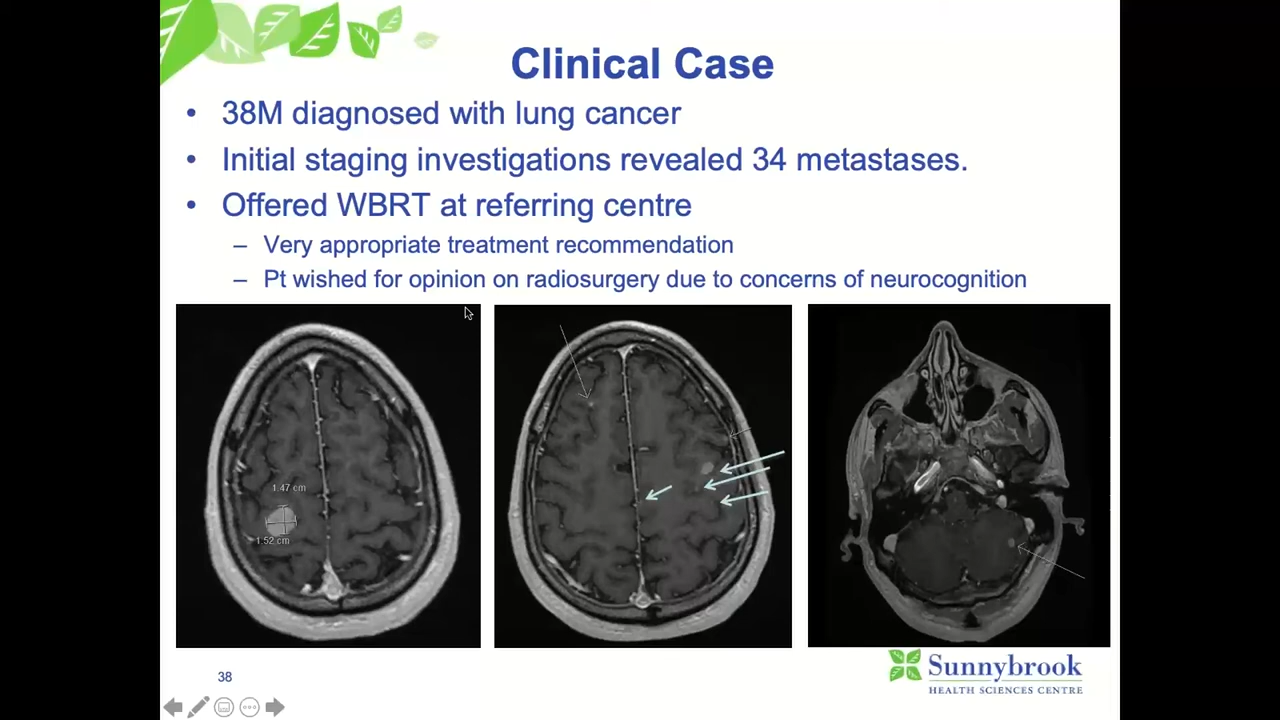 Clinical Case
• 38M diagnosed with lung cancer
• Initial staging investigations revealed 34 metastases.
• Offered WBRT at referring centre
– Very appropriate treatment recommendation
– Pt wished for opinion on radiosurgery due to concerns of neurocognition
1.47 cm
1.52 cm
38
Sunnybrook
HEALTH SCIENCES CENTRE